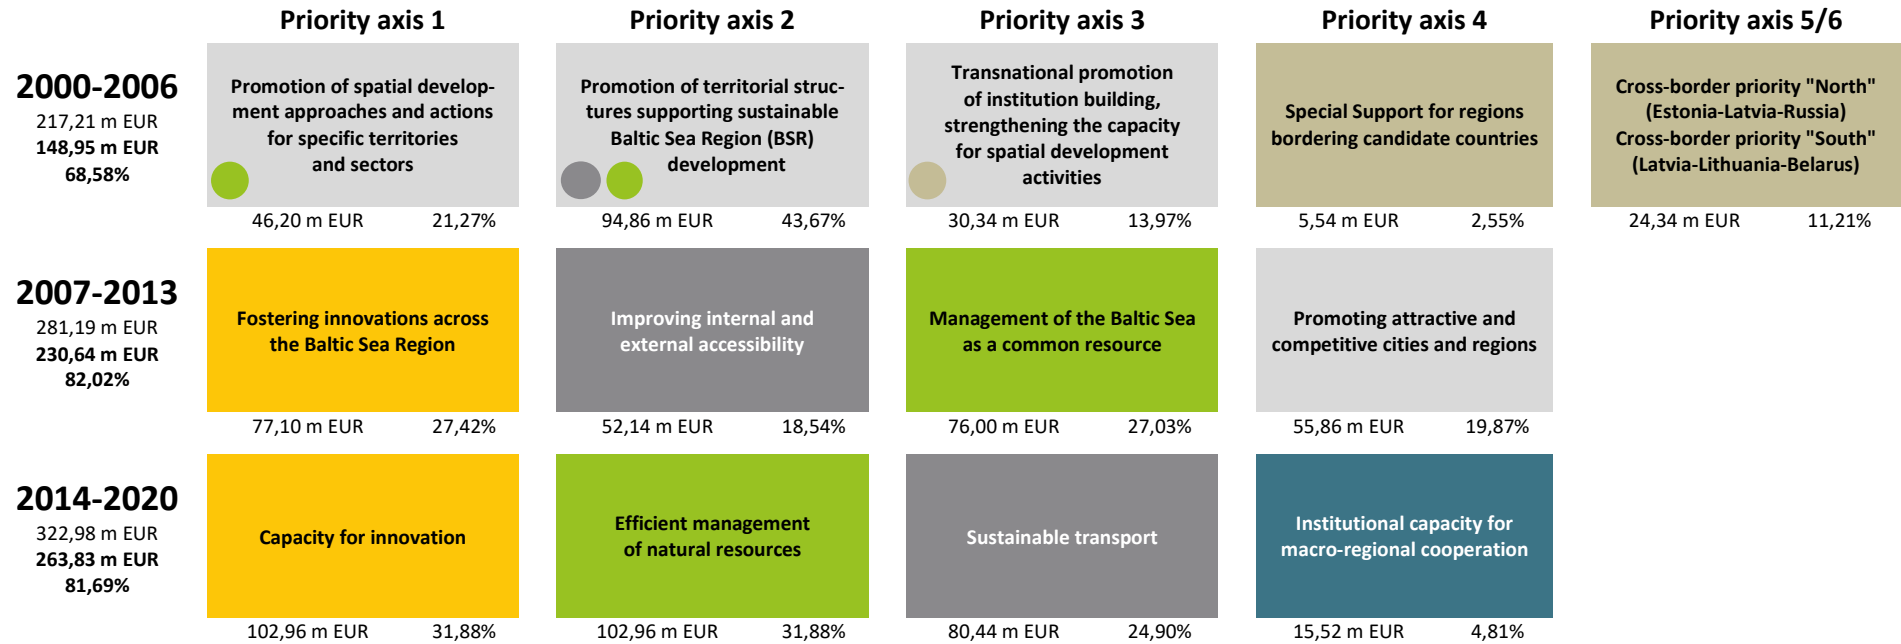 Priority axis 1
Priority axis 2
Priority axis 3
Priority axis 4
Priority axis 5/6
2000-2006
217,21 m EUR
148,95 m EUR
68,58%
Promotion of spatial develop-
ment approaches and actions
for specific territories
and sectors
46,20 m EUR 21,27%
Promotion of territorial struc-
tures supporting sustainable
Baltic Sea Region (BSR)
development
94,86 m EUR 43,67%
Transnational promotion
of institution building,
strengthening the capacity
for spatial development
activities
30,34 m EUR 13,97%
Special Support for regions
bordering candidate countries
5,54 m EUR 2,55%
Cross-border priority "North"
(Estonia-Latvia-Russia)
Cross-border priority "South"
(Latvia-Lithuania-Belarus)
24,34 m EUR 11,21%
2007-2013
281,19 m EUR
230,64 m EUR
82,02%
Fostering innovations across
the Baltic Sea Region
77,10 m EUR 27,42%
Improving internal and
external accessibility
52,14 m EUR 18,54%
Management of the Baltic Sea
as a common resource
76,00 m EUR 27,03%
Promoting attractive and
competitive cities and regions
55,86 m EUR 19,87%
2014-2020
322,98 m EUR
263,83 m EUR
81,69%
Capacity for innovation
102,96 m EUR 31,88%
Efficient management
of natural resources
102,96 m EUR 31,88%
Sustainable transport
80,44 m EUR 24,90%
Institutional capacity for
macro-regional cooperation
15,52 m EUR 4,81%